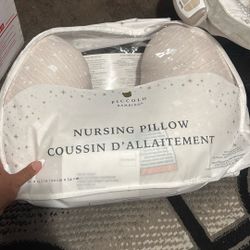 PICCOLO
BAMBINO
NURSING PILLOW
COUSSIN D'ALLAITEMENT